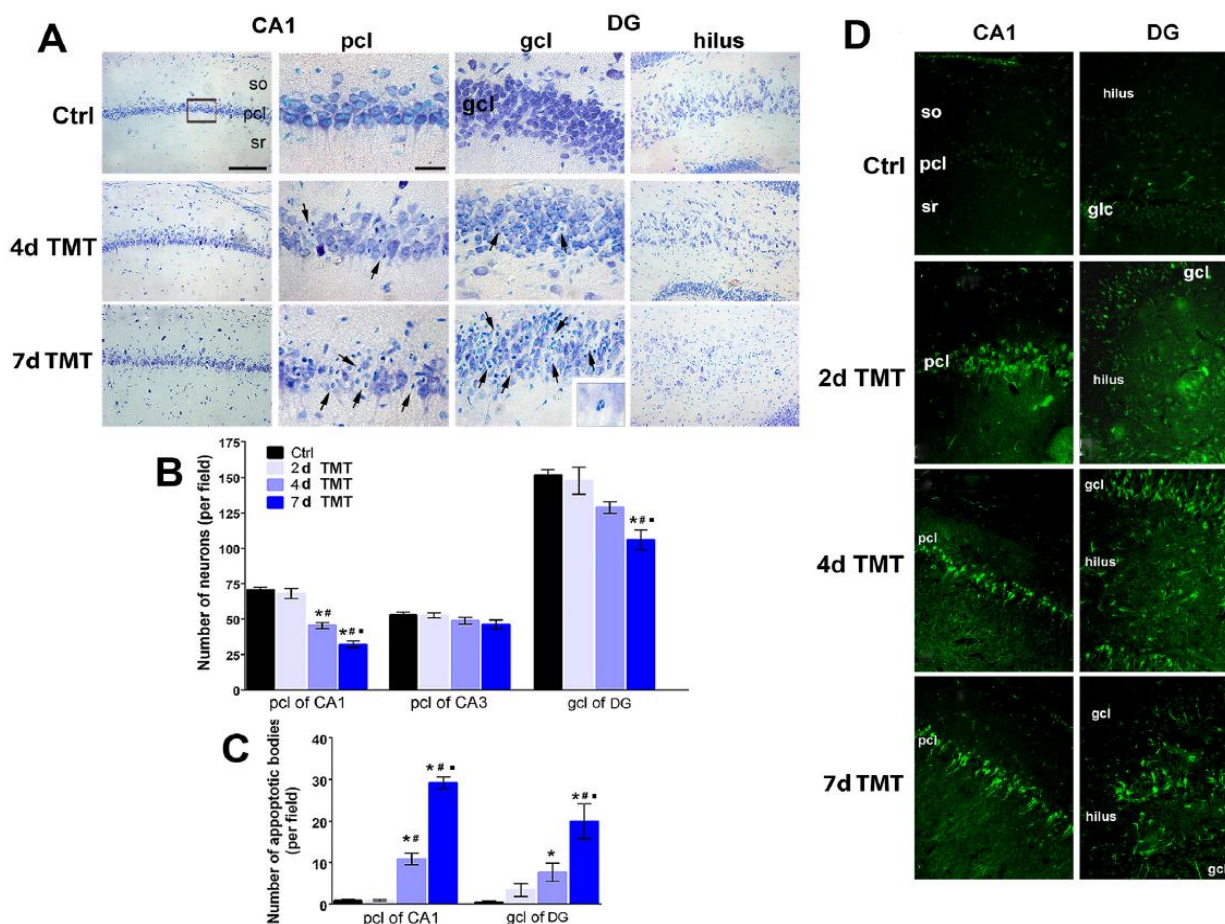 A
CA1
DG
pcl
gcl
hilus
Ctrl
so
pcl
sr
gcl
4d TMT
7d TMT
B
Number of neurons (per field)
175
150
125
100
75
50
25
0
Ctrl
2d TMT
4d TMT
7d TMT
*#
*#▪
*#▪
pcl of CA1
pcl of CA3
gcl of DG
C
Number of appoptotic bodies
(per field)
40
30
20
10
0
*#
*#▪
*
*#▪
pcl of CA1
gcl of DG
D
CA1
DG
Ctrl
so
pcl
sr
hilus
glc
2d TMT
pcl
gcl
hilus
4d TMT
pcl
gcl
hilus
7d TMT
pcl
gcl
hilus
gcl